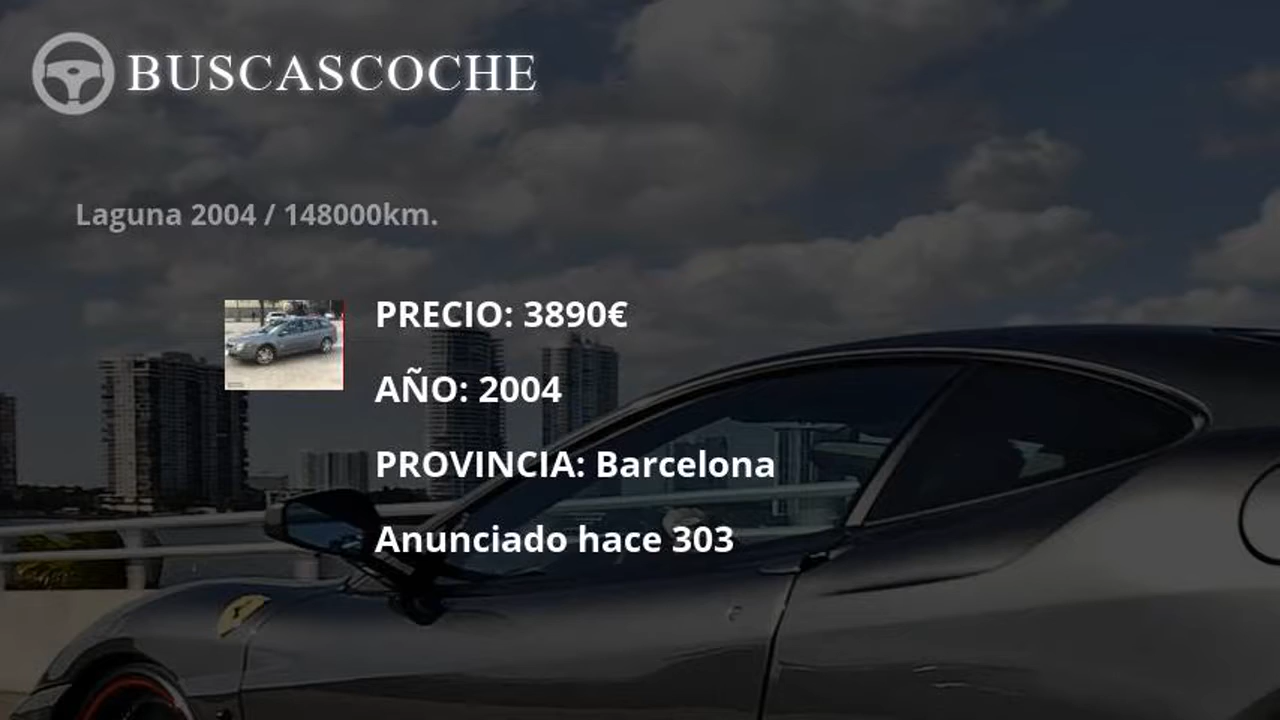 BUSCASCOCHE
Laguna 2004 / 148000km.
PRECIO: 3890€
AÑO: 2004
PROVINCIA: Barcelona
Anunciado hace 303